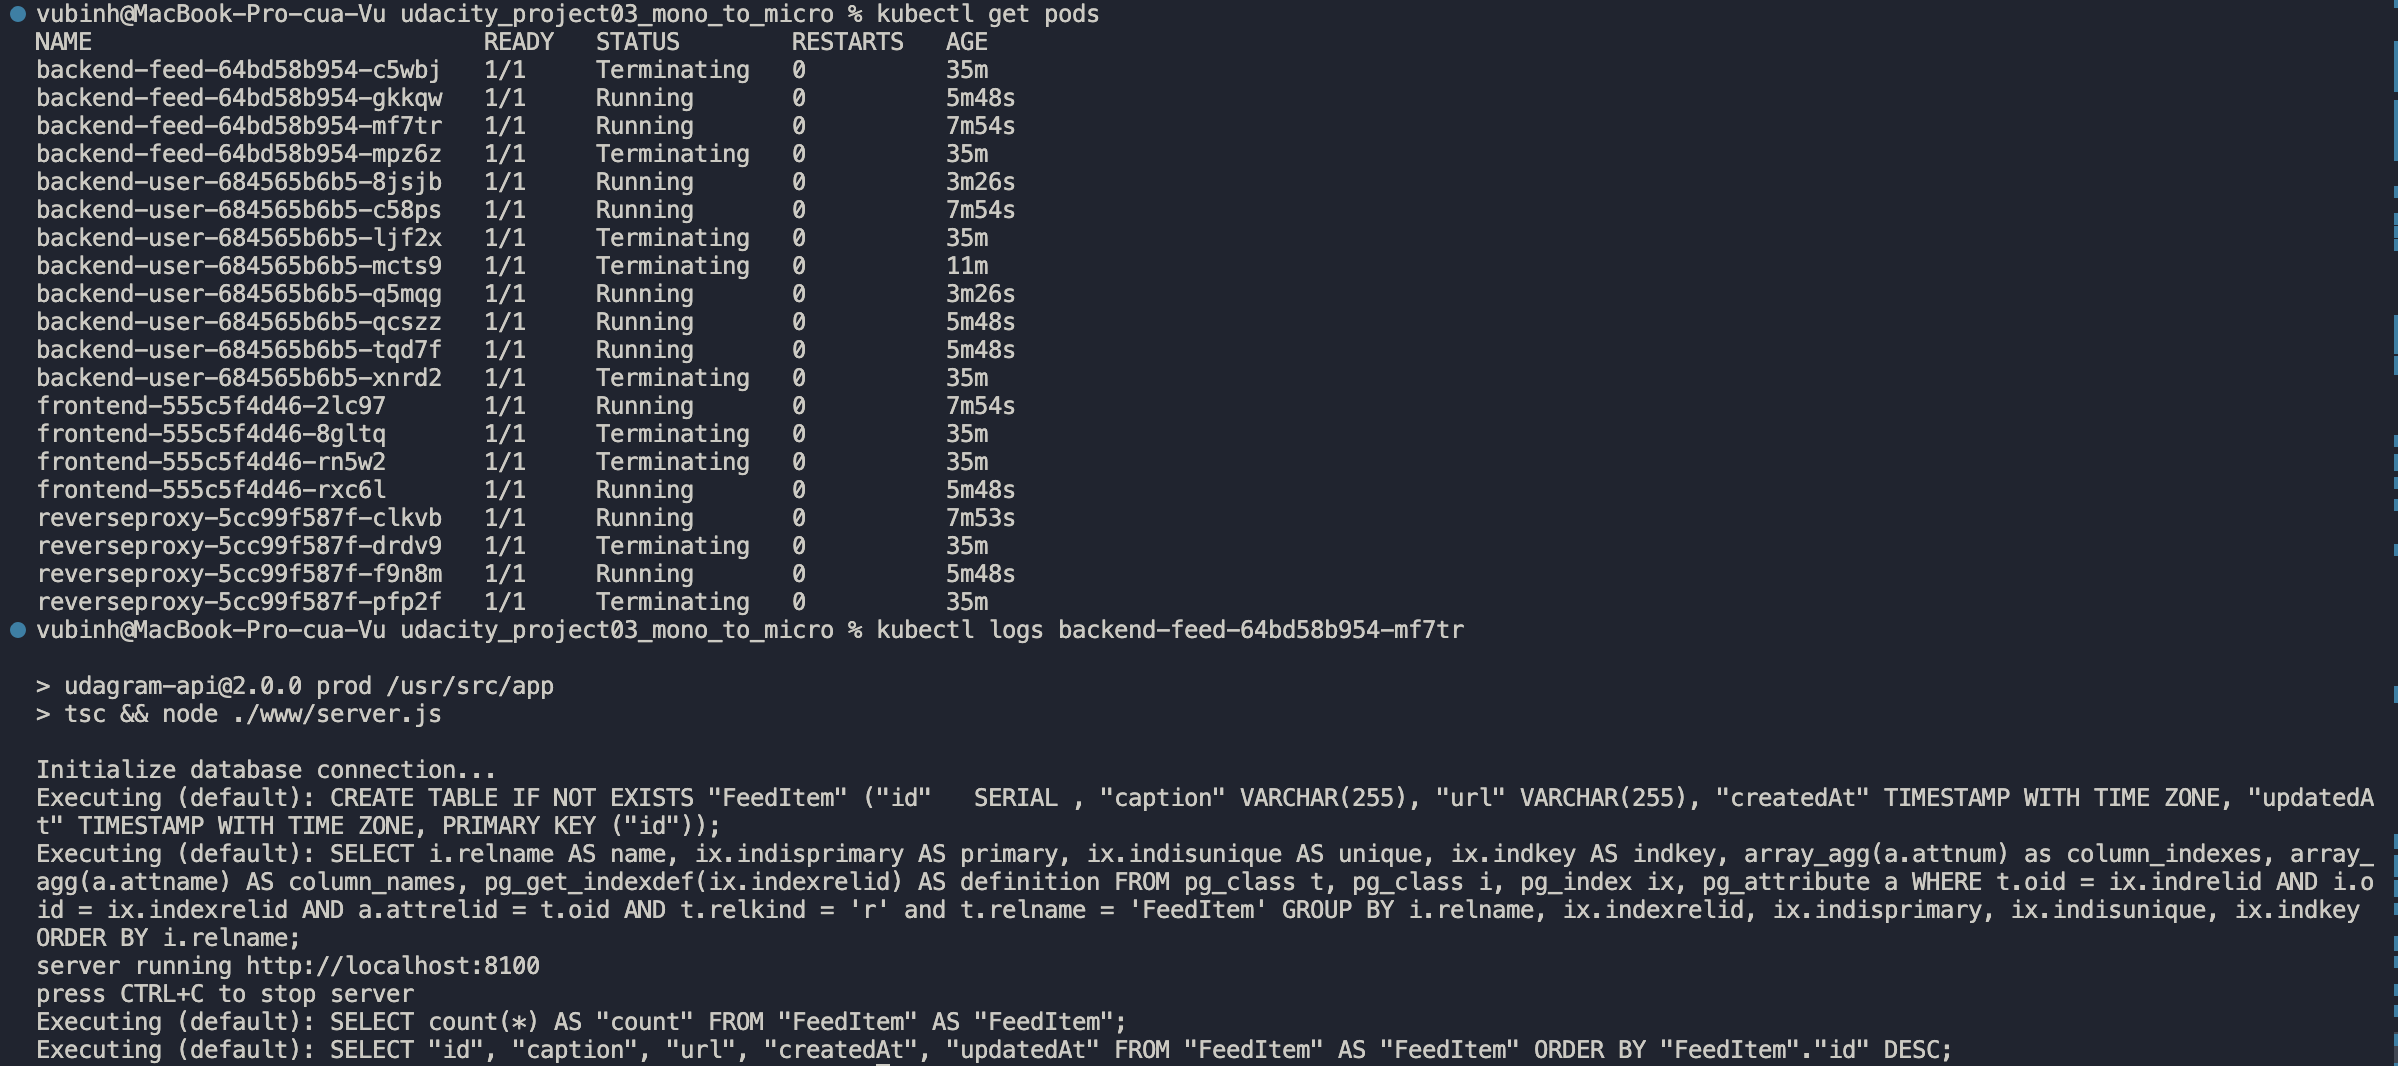 vubinh@MacBook-Pro-cua-Vu udacity_project03_mono_to_micro % kubectl get pods
NAME                            READY   STATUS        RESTARTS   AGE
backend-feed-64bd58b954-c5wbj   1/1     Terminating   0          35m
backend-feed-64bd58b954-gkkqw   1/1     Running       0          5m48s
backend-feed-64bd58b954-mf7tr   1/1     Running       0          7m54s
backend-feed-64bd58b954-mpz6z   1/1     Terminating   0          35m
backend-user-684565b6b5-8jsjb   1/1     Running       0          3m26s
backend-user-684565b6b5-c58ps   1/1     Running       0          7m54s
backend-user-684565b6b5-ljf2x   1/1     Terminating   0          35m
backend-user-684565b6b5-mcts9   1/1     Terminating   0          11m
backend-user-684565b6b5-q5mqg   1/1     Running       0          3m26s
backend-user-684565b6b5-qcszz   1/1     Running       0          5m48s
backend-user-684565b6b5-tqd7f   1/1     Running       0          5m48s
backend-user-684565b6b5-xnrd2   1/1     Terminating   0          35m
frontend-555c5f4d46-2lc97       1/1     Running       0          7m54s
frontend-555c5f4d46-8gltq       1/1     Terminating   0          35m
frontend-555c5f4d46-rn5w2       1/1     Terminating   0          35m
frontend-555c5f4d46-rxc6l       1/1     Running       0          5m48s
reverseproxy-5cc99f587f-clkvb   1/1     Running       0          7m53s
reverseproxy-5cc99f587f-drdv9   1/1     Terminating   0          35m
reverseproxy-5cc99f587f-f9n8m   1/1     Running       0          5m48s
reverseproxy-5cc99f587f-pfp2f   1/1     Terminating   0          35m
vubinh@MacBook-Pro-cua-Vu udacity_project03_mono_to_micro % kubectl logs backend-feed-64bd58b954-mf7tr
> udagram-api@2.0.0 prod /usr/src/app
> tsc && node ./www/server.js
Initialize database connection...
Executing (default): CREATE TABLE IF NOT EXISTS "FeedItem" ("id"   SERIAL , "caption" VARCHAR(255), "url" VARCHAR(255), "createdAt" TIMESTAMP WITH TIME ZONE, "updatedA
t" TIMESTAMP WITH TIME ZONE, PRIMARY KEY ("id"));
Executing (default): SELECT i.relname AS name, ix.indisprimary AS primary, ix.indisunique AS unique, ix.indkey AS indkey, array_agg(a.attnum) as column_indexes, array_
agg(a.attname) AS column_names, pg_get_indexdef(ix.indexrelid) AS definition FROM pg_class t, pg_class i, pg_index ix, pg_attribute a WHERE t.oid = ix.indrelid AND i.o
id = ix.indexrelid AND a.attrelid = t.oid AND t.relkind = 'r' and t.relname = 'FeedItem' GROUP BY i.relname, ix.indexrelid, ix.indisprimary, ix.indisunique, ix.indkey
ORDER BY i.relname;
server running http://localhost:8100
press CTRL+C to stop server
Executing (default): SELECT count(*) AS "count" FROM "FeedItem" AS "FeedItem";
Executing (default): SELECT "id", "caption", "url", "createdAt", "updatedAt" FROM "FeedItem" AS "FeedItem" ORDER BY "FeedItem"."id" DESC;